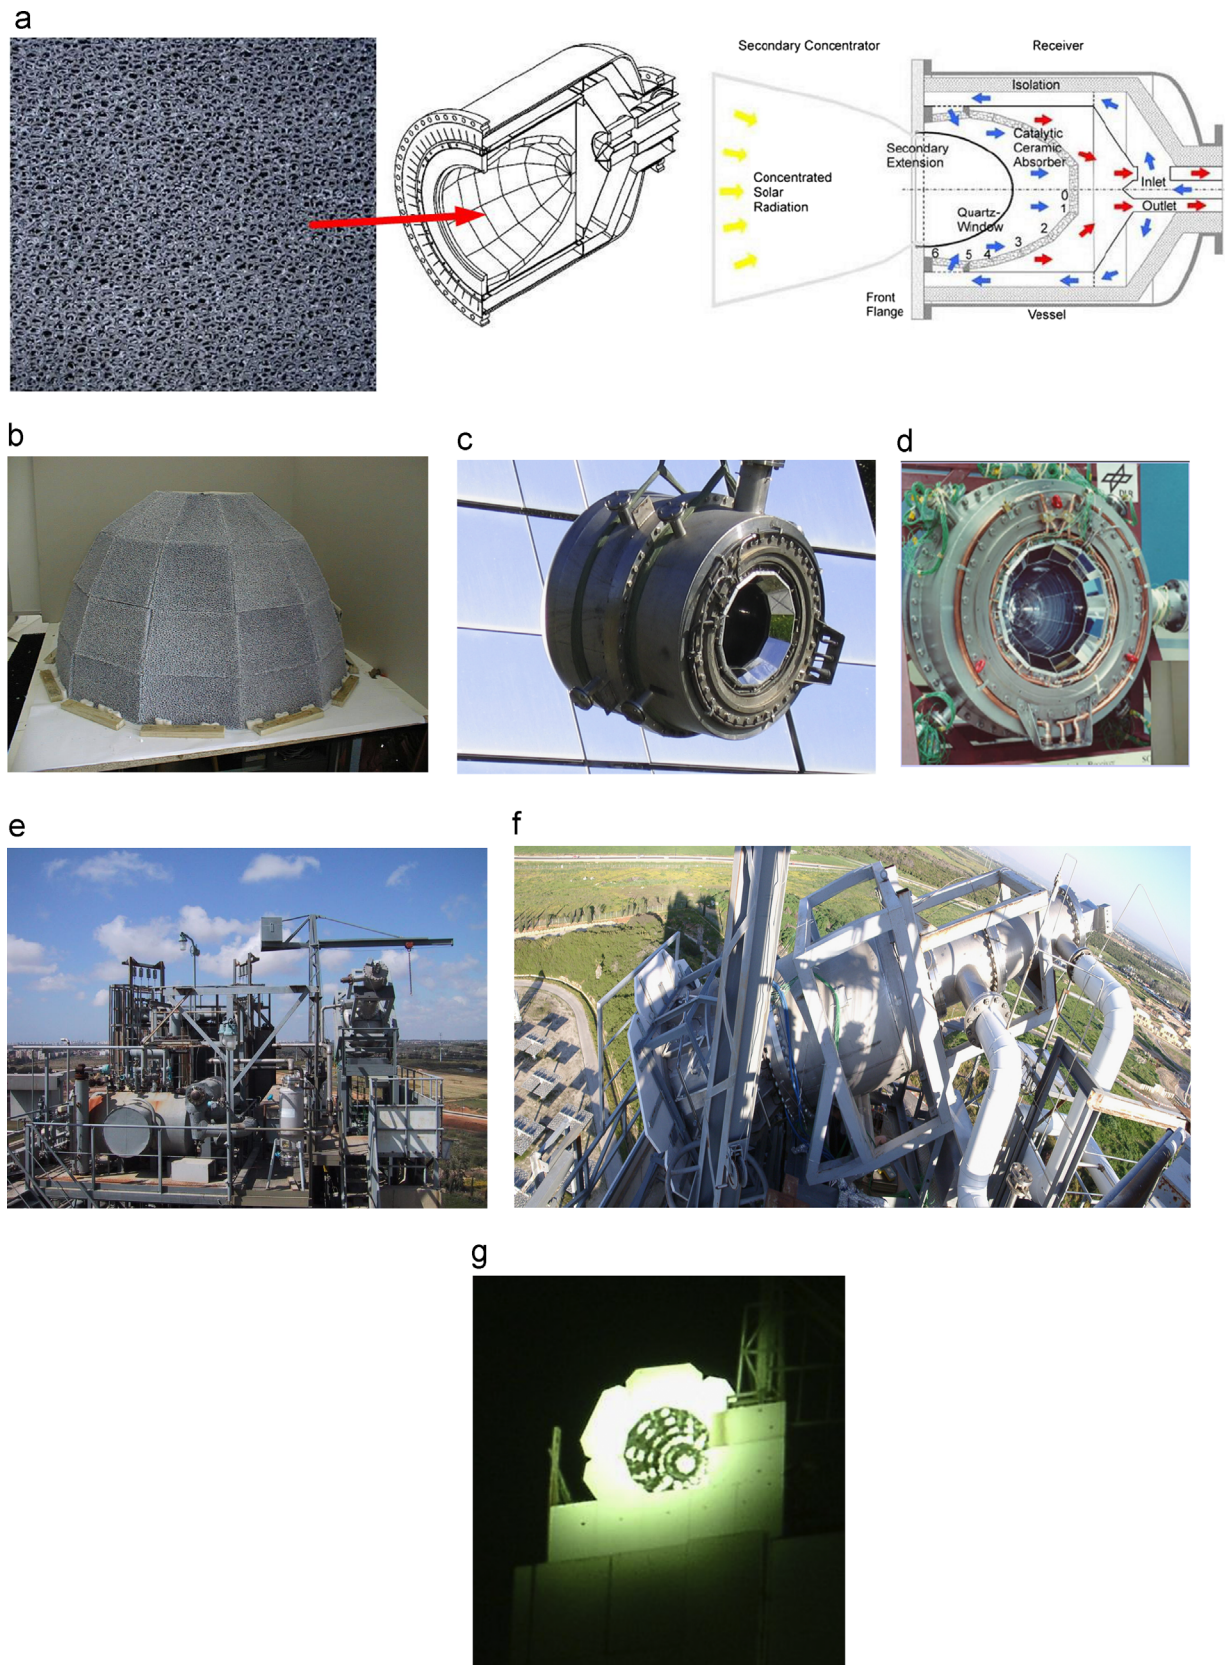 a
Secondary Concentrator
Receiver
Isolation
Secondary
Extension
Catalytic
Ceramic
Absorber
Concentrated
Solar
Radiation
Inlet
Outlet
0
1
2
3
4
5
6
Quartz-
Window
Front
Flange
Vessel
b
c
d
DLR
e
f
g